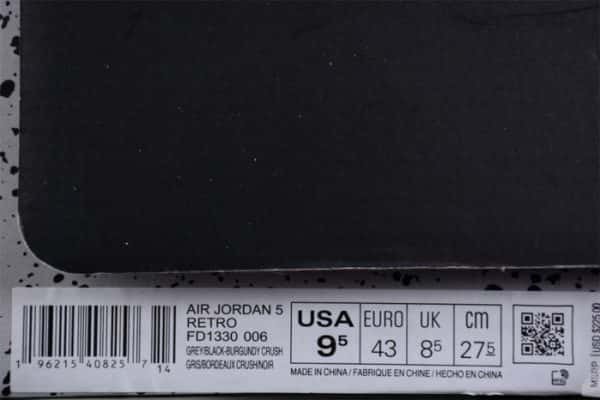 AIR JORDAN 5
RETRO
FD1330 006
GREY/BLACK-BURGUNDY CRUSH
GRIS/BORDEAUX CRUSH/NOIR
1 96215 40825 7 14
USA
9⁵
EURO
43
UK
8⁵
cm
27⁵
MADE IN CHINA / FABRIQUE EN CHINE / HECHO EN CHINA
MSRP (USD) $225.00